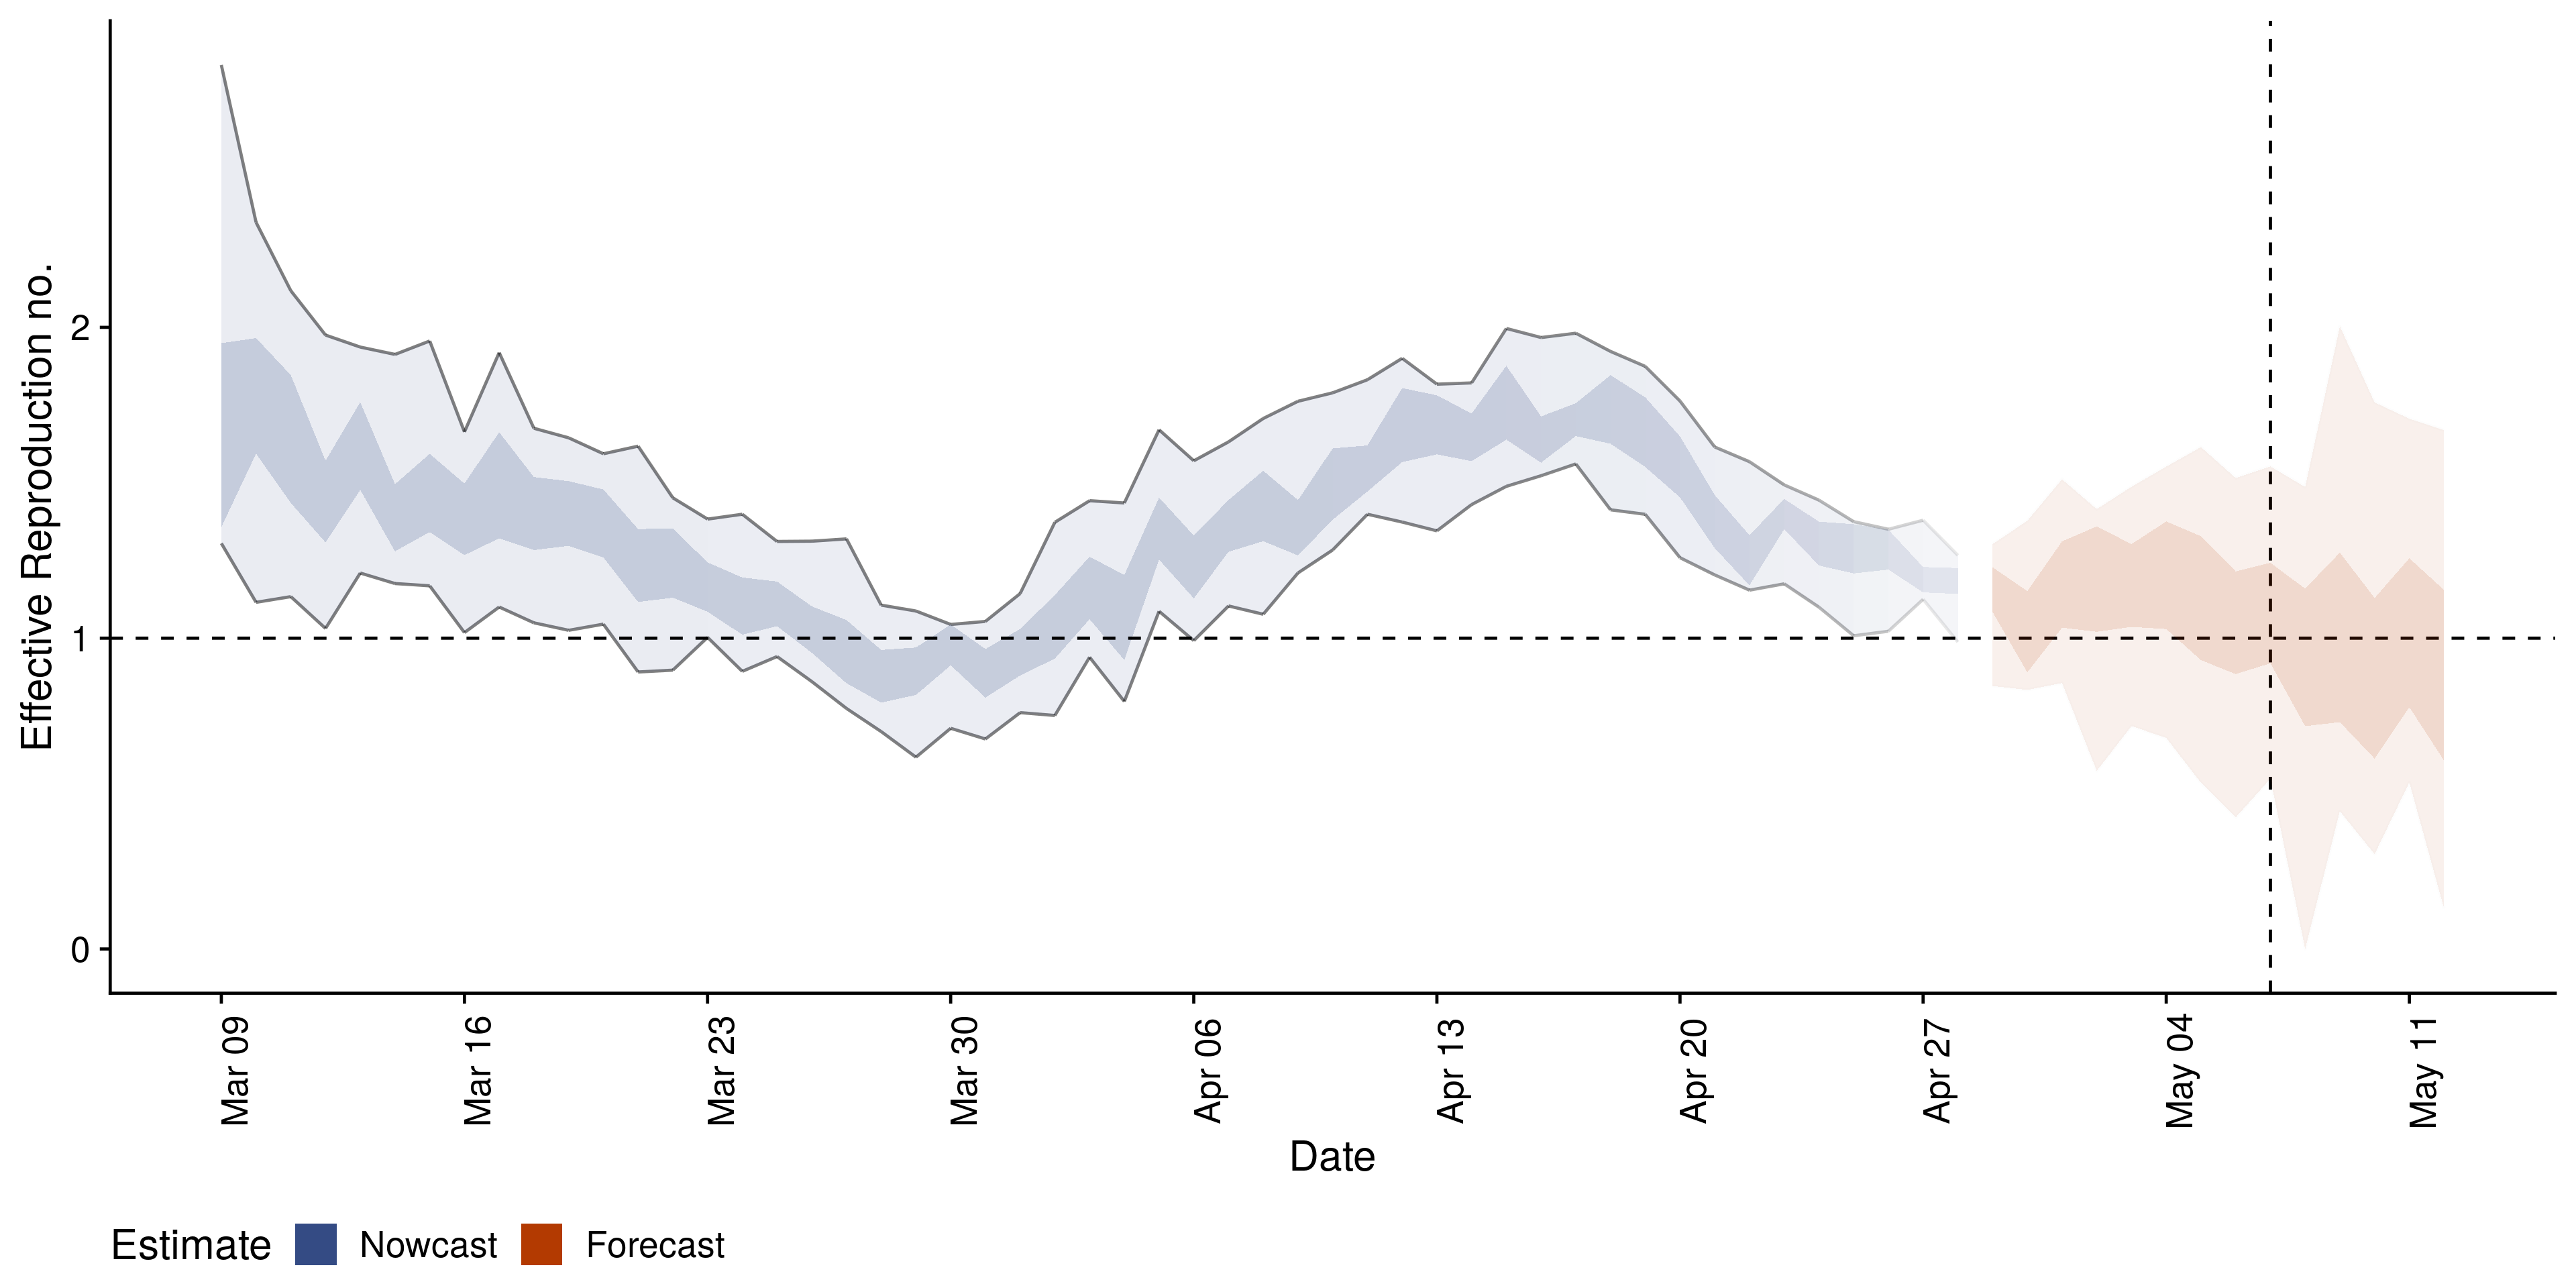 Effective Reproduction no.
2
1
0
Mar 09
Mar 16
Mar 23
Mar 30
Apr 06
Apr 13
Apr 20
Apr 27
May 04
May 11
Date
Estimate Nowcast Forecast